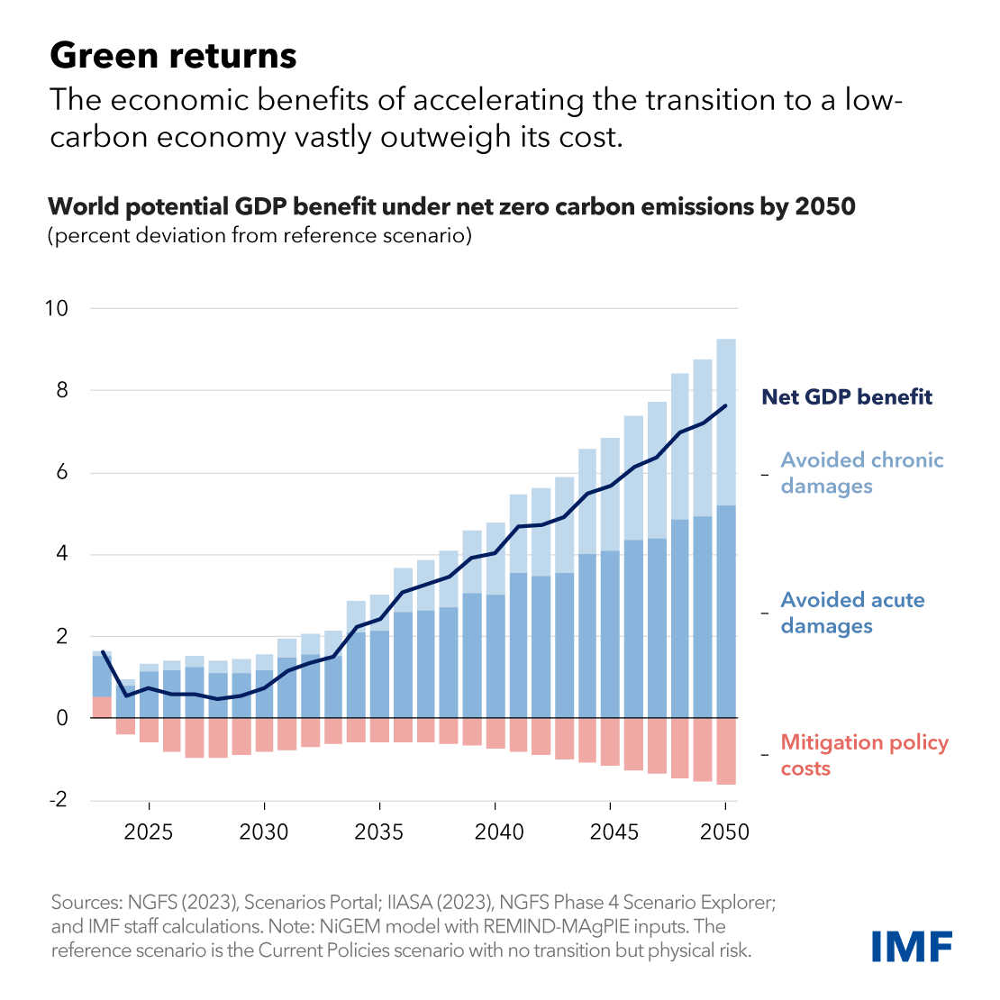 Green returns
The economic benefits of accelerating the transition to a low-
carbon economy vastly outweigh its cost.
World potential GDP benefit under net zero carbon emissions by 2050
(percent deviation from reference scenario)
10
8
6
4
2
0
-2
Net GDP benefit
Avoided chronic
damages
Avoided acute
damages
Mitigation policy
costs
2025 2030 2035 2040 2045 2050
Sources: NGFS (2023), Scenarios Portal; IIASA (2023), NGFS Phase 4 Scenario Explorer;
and IMF staff calculations. Note: NiGEM model with REMIND-MAgPIE inputs. The
reference scenario is the Current Policies scenario with no transition but physical risk.
IMF